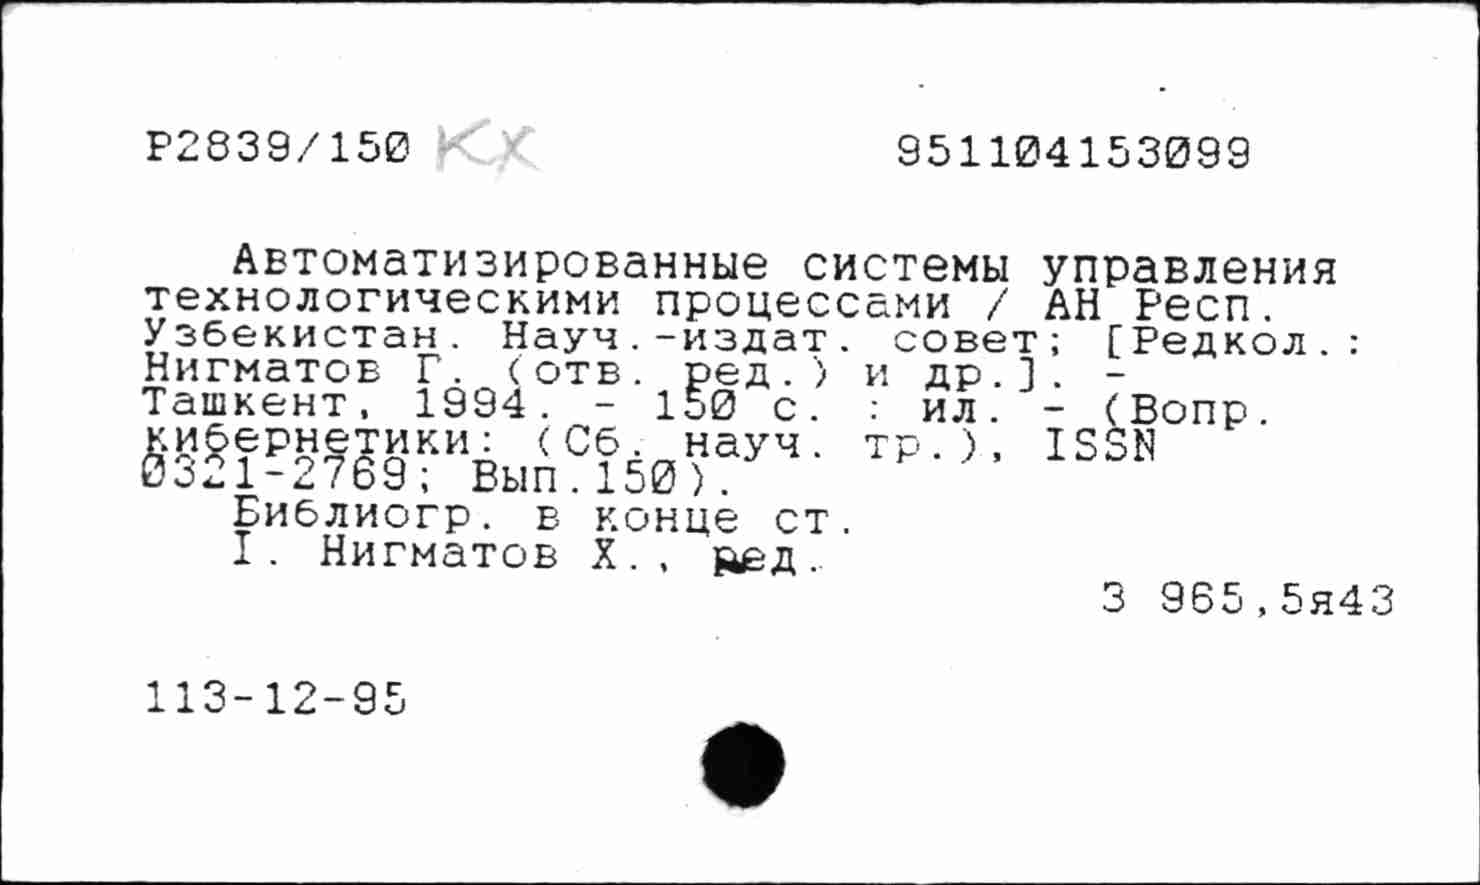 Р2839/150 КХ 951104153099
Автоматизированные системы управления
технологическими процессами / АН Респ.
Узбекистан. Науч.-издат. совет; [Редкол.:
Нигматов Г. (отв. ред.) и др.]. -
Ташкент, 1994. - 150 с. : ил. - (Вопр.
кибернетики: (Сб. науч. тр.), ISSN
0321-2769; Вып.150).
Библиогр. в конце ст.
I. Нигматов Х., ред.
З 965,5я43
113-12-95